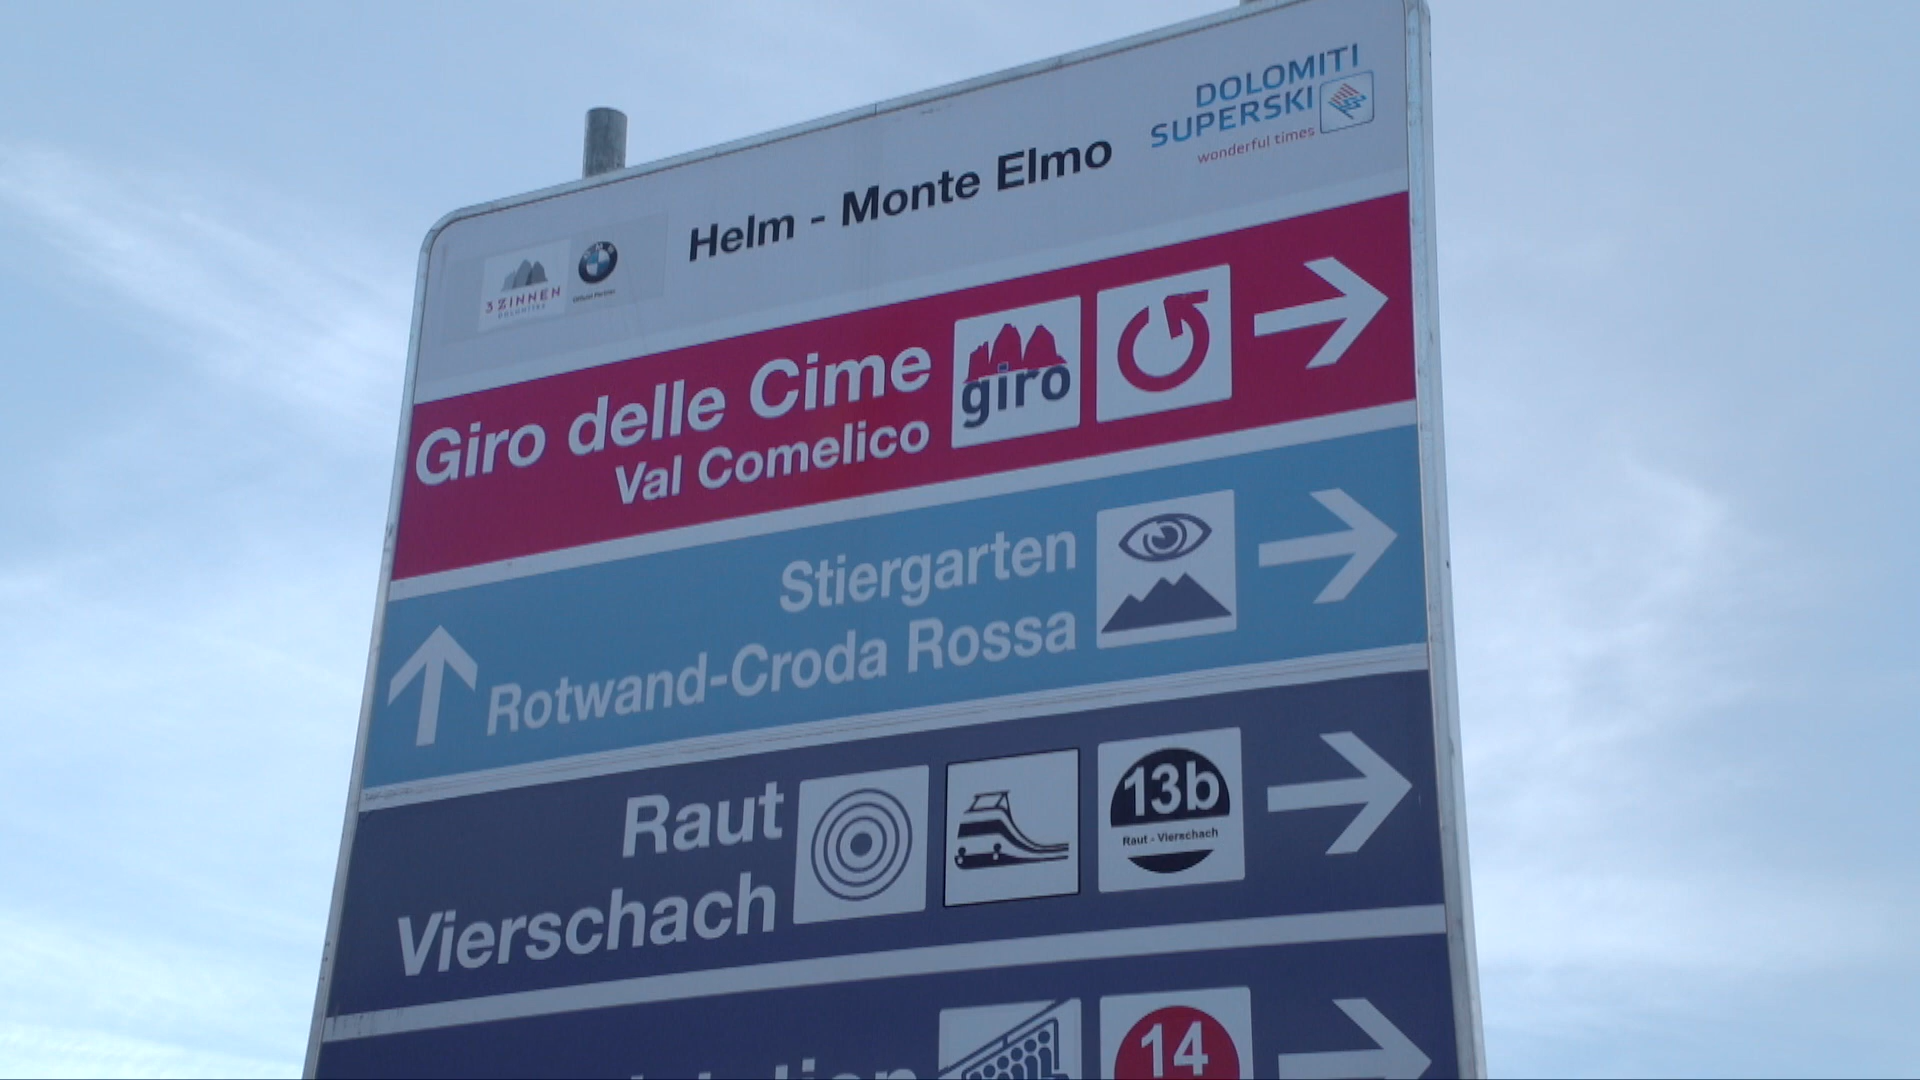 DOLOMITI
SUPERSKI
wonderful times
Helm - Monte Elmo
3 ZINNEN
DOLOMITES
BMW
Official Partner
Giro delle Cime
giro
Val Comelico
Stiergarten
Rotwand-Croda Rossa
Raut
13b
Raut - Vierschach
Vierschach
14